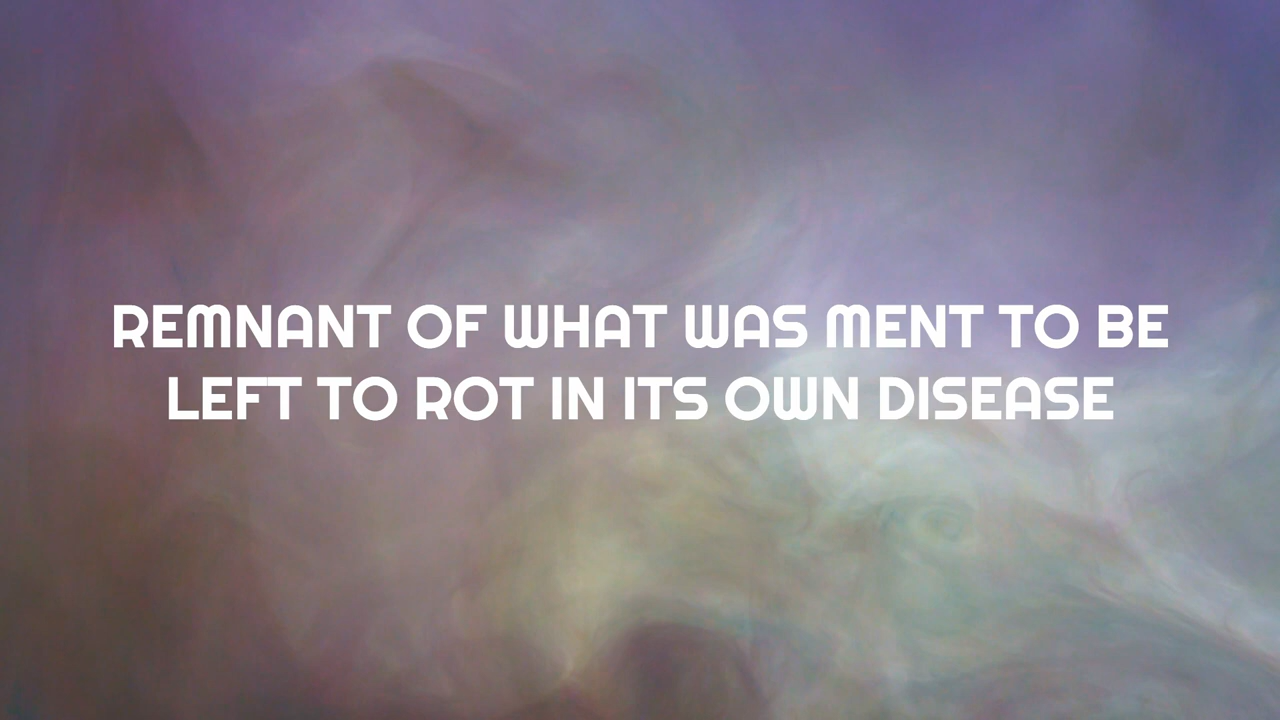 REMNANT OF WHAT WAS MENT TO BE
LEFT TO ROT IN ITS OWN DISEASE